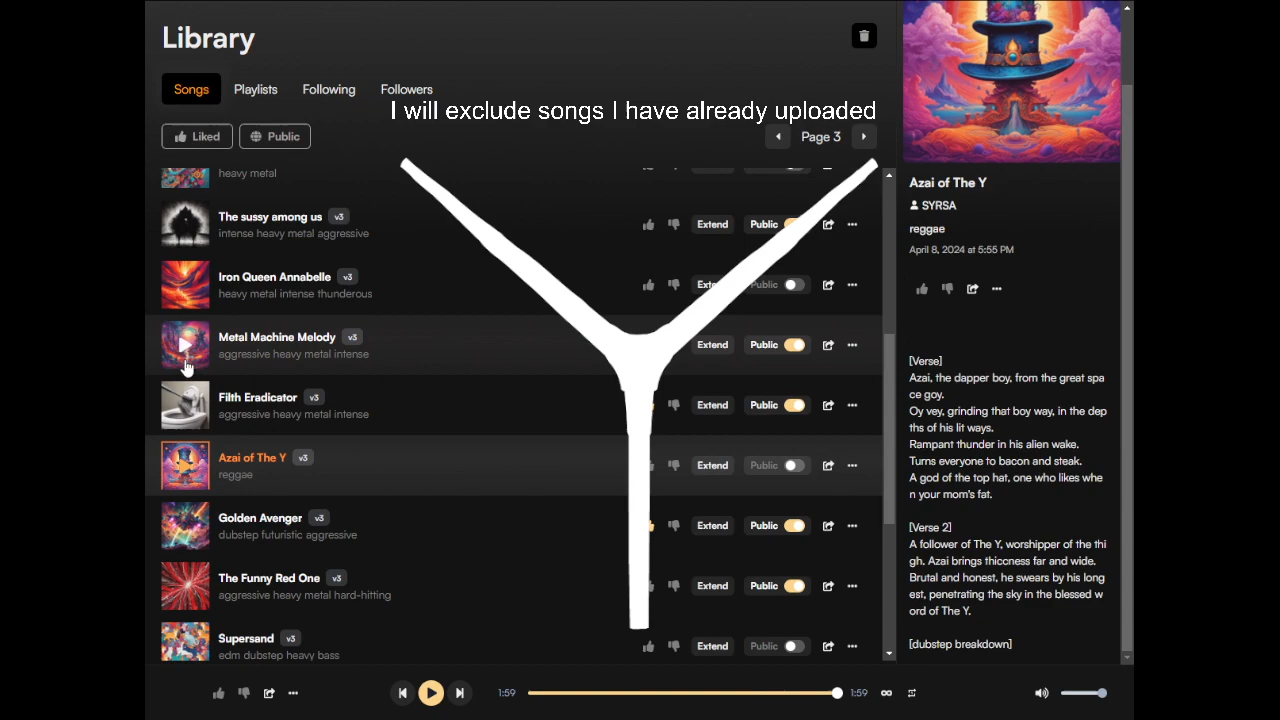 Library
Songs
Playlists
Following
Followers
I will exclude songs I have already uploaded
Liked
Public
Page 3
heavy metal
The sussy among us v3
intense heavy metal aggressive
Extend
Public
Iron Queen Annabelle v3
heavy metal intense thunderous
Public
Metal Machine Melody v3
aggressive heavy metal intense
Extend
Public
Filth Eradicator v3
aggressive heavy metal intense
Extend
Public
Azai of The Y v3
reggae
Extend
Public
Golden Avenger v3
dubstep futuristic aggressive
Extend
Public
The Funny Red One v3
aggressive heavy metal hard-hitting
Extend
Public
Supersand v3
edm dubstep heavy bass
Extend
Public
1:59
1:59
Azai of The Y
SYRSA
reggae
April 8, 2024 at 5:55 PM
[Verse]
Azai, the dapper boy, from the great spa
ce goy.
Oy vey, grinding that boy way, in the dep
ths of his lit ways.
Rampant thunder in his alien wake.
Turns everyone to bacon and steak.
A god of the top hat, one who likes whe
n your mom's fat.
[Verse 2]
A follower of The Y, worshipper of the thi
gh. Azai brings thiccness far and wide.
Brutal and honest, he swears by his long
est, penetrating the sky in the blessed w
ord of The Y.
[dubstep breakdown]